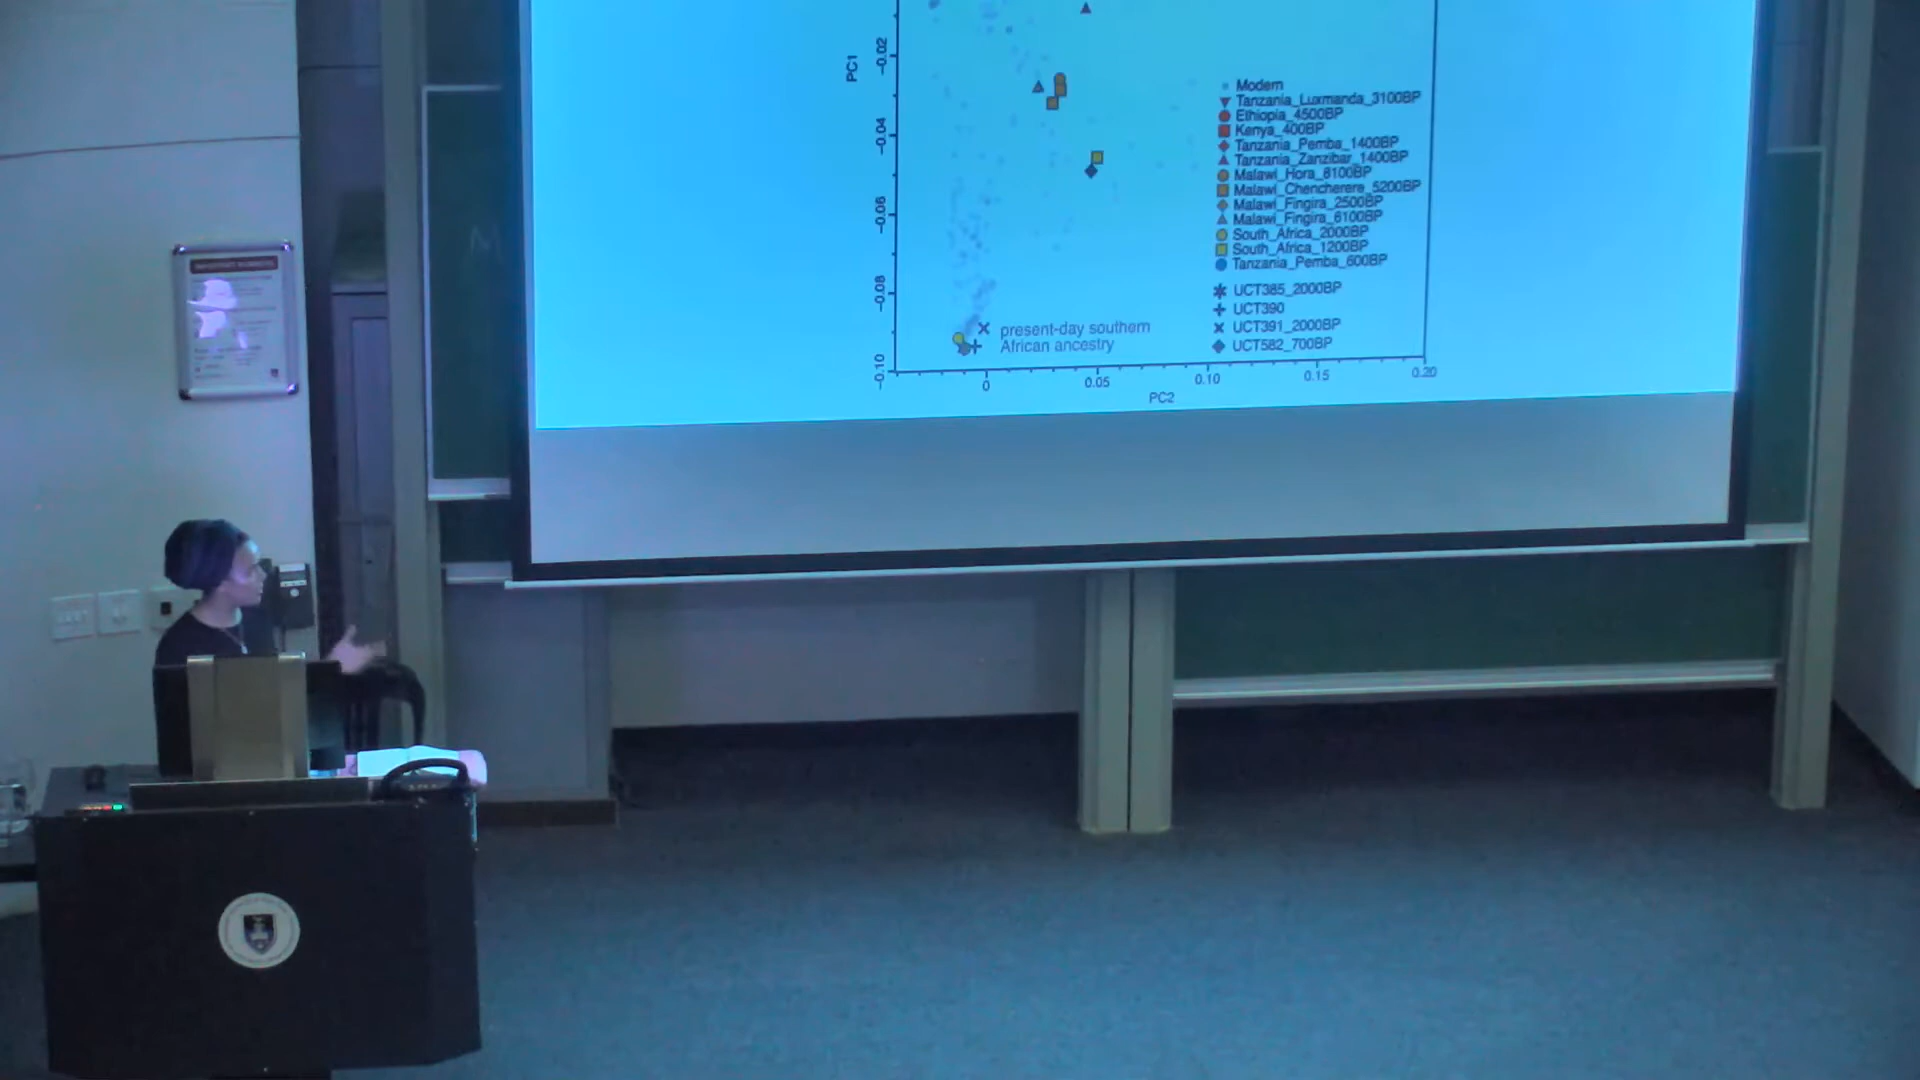 PC1
−0.02
−0.04
−0.06
−0.08
−0.10
Modern
Tanzania_Luxmanda_3100BP
Ethiopia_4500BP
Kenya_400BP
Tanzania_Pemba_1400BP
Tanzania_Zanzibar_1400BP
Malawi_Hora_8100BP
Malawi_Chencherere_5200BP
Malawi_Fingira_2500BP
Malawi_Fingira_6100BP
South_Africa_2000BP
South_Africa_1200BP
Tanzania_Pemba_600BP
UCT385_2000BP
UCT390
UCT391_2000BP
UCT582_700BP
present-day southern
African ancestry
0
0.05
0.10
0.15
0.20
PC2